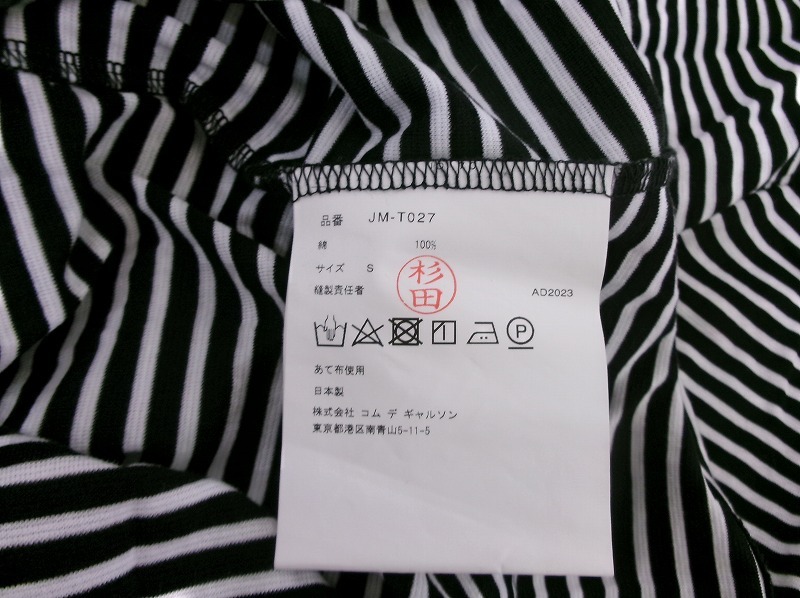 品番 JM-T027
綿 100%
サイズ S
縫製責任者 杉田 AD2023
P
あて布使用
日本製
株式会社 コム デ ギャルソン
東京都港区南青山5-11-5